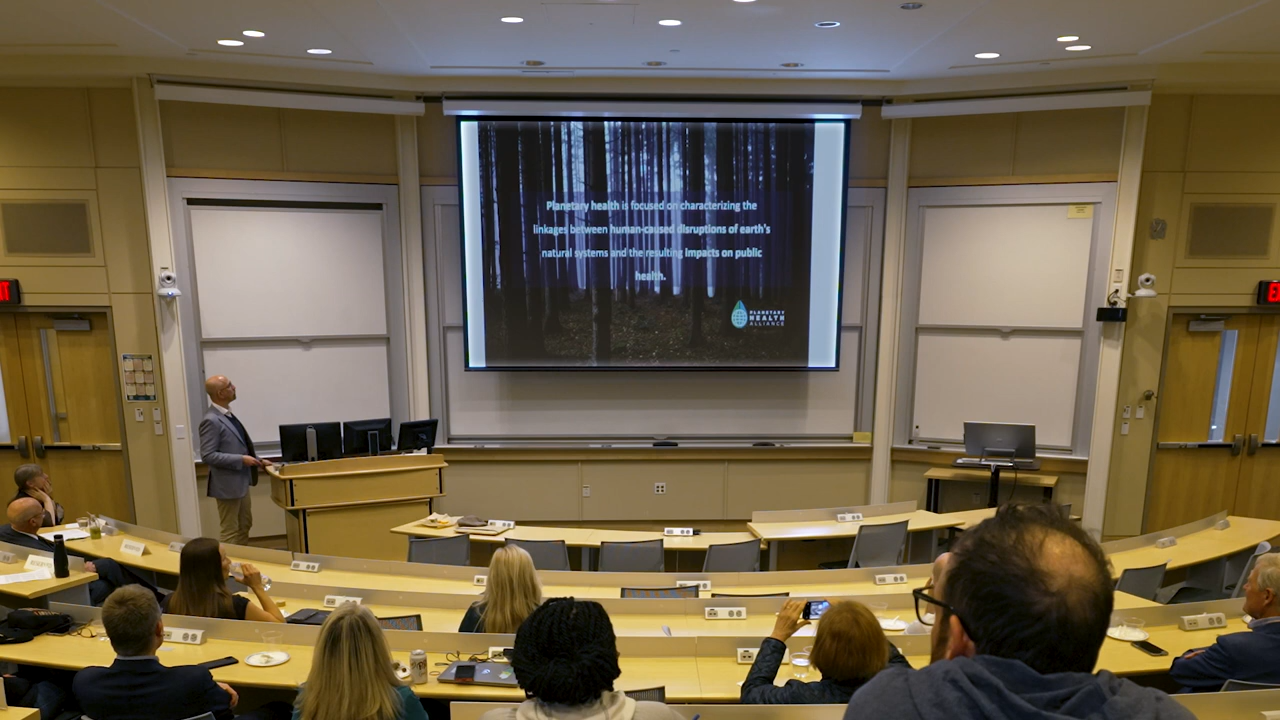 Planetary health is focused on characterizing the
linkages between human-caused disruptions of earth's
natural systems and the resulting impacts on public
health.
PLANETARY
HEALTH
ALLIANCE